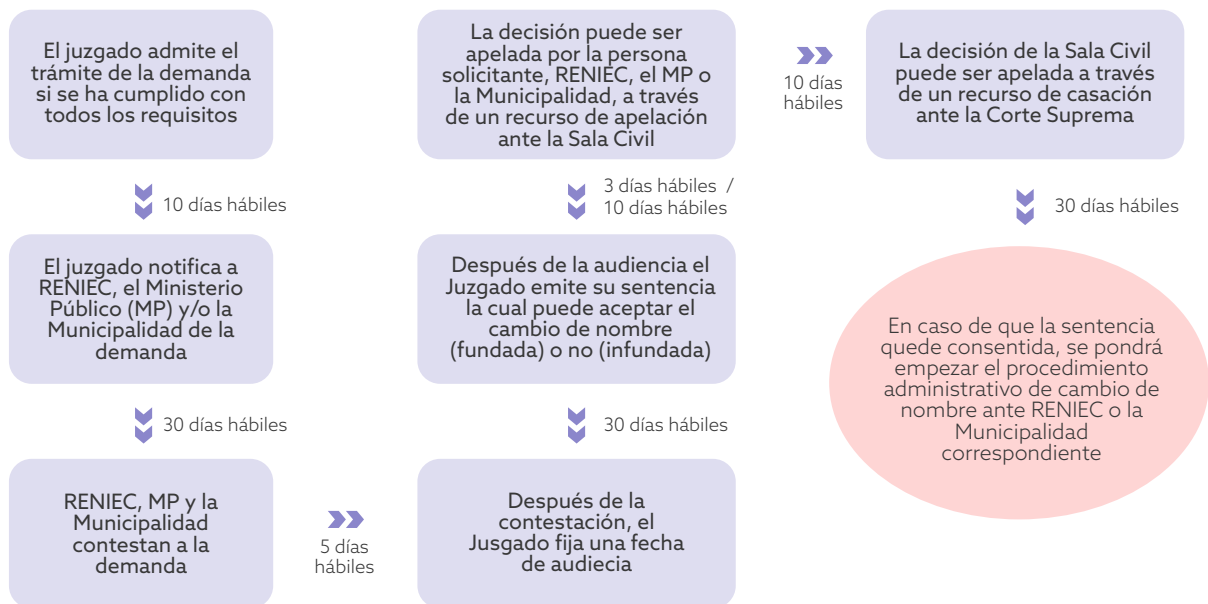 El juzgado admite el
trámite de la demanda
si se ha cumplido con
todos los requisitos
10 días hábiles
El juzgado notifica a
RENIEC, el Ministerio
Público (MP) y/o la
Municipalidad de la
demanda
30 días hábiles
RENIEC, MP y la
Municipalidad
contestan a la
demanda
5 días
hábiles
La decisión puede ser
apelada por la persona
solicitante, RENIEC, el MP o
la Municipalidad, a través
de un recurso de apelación
ante la Sala Civil
3 días hábiles /
10 días hábiles
Después de la audiencia el
Juzgado emite su sentencia
la cual puede aceptar el
cambio de nombre
(fundada) o no (infundada)
30 días hábiles
Después de la
contestación, el
Jusgado fija una fecha
de audiecia
10 días
hábiles
La decisión de la Sala Civil
puede ser apelada a través
de un recurso de casación
ante la Corte Suprema
30 días hábiles
En caso de que la sentencia
quede consentida, se pondrá
empezar el procedimiento
administrativo de cambio de
nombre ante RENIEC o la
Municipalidad
correspondiente